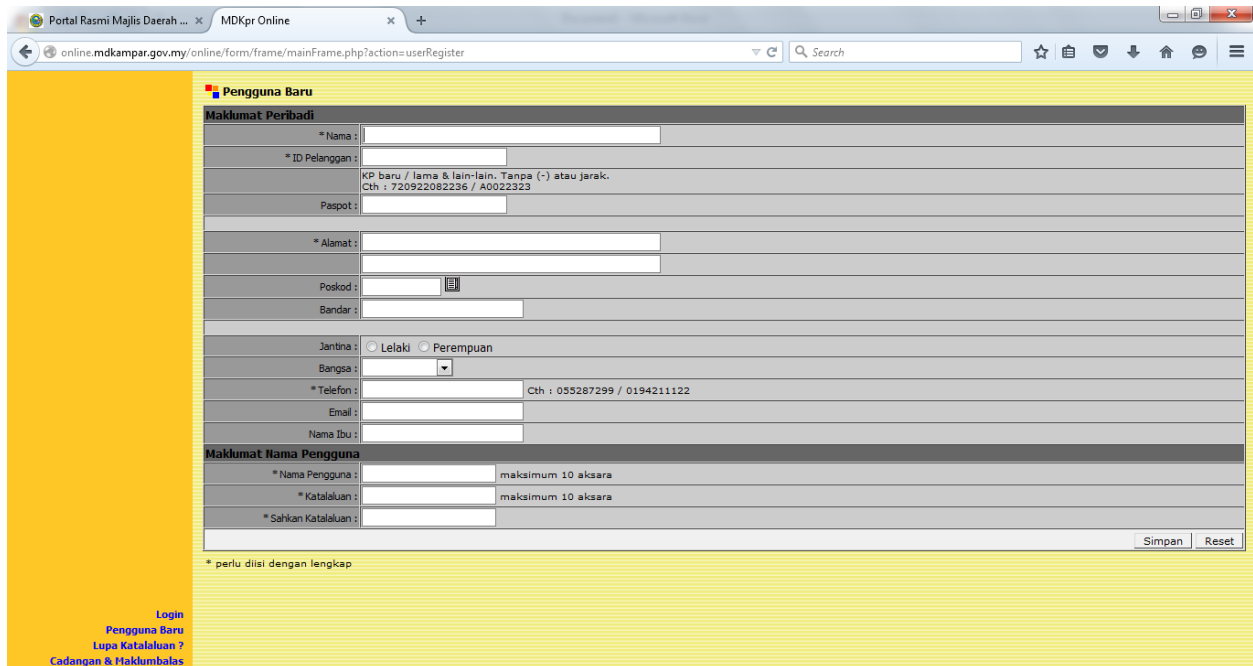 Portal Rasmi Majlis Daerah ...
MDKpr Online
online.mdkampar.gov.my/online/form/frame/mainFrame.php?action=userRegister
Search
Pengguna Baru
Maklumat Peribadi
* Nama :
* ID Pelanggan :
KP baru / lama & lain-lain. Tanpa (-) atau jarak.
Cth : 720922082236 / A0022323
Paspot :
* Alamat :
Poskod :
Bandar :
Jantina : Lelaki Perempuan
Bangsa :
* Telefon : Cth : 055287299 / 0194211122
Email :
Nama Ibu :
Maklumat Nama Pengguna
* Nama Pengguna : maksimum 10 aksara
* Katalaluan : maksimum 10 aksara
* Sahkan Katalaluan :
Simpan Reset
* perlu diisi dengan lengkap
Login
Pengguna Baru
Lupa Katalaluan ?
Cadangan & Maklumbalas